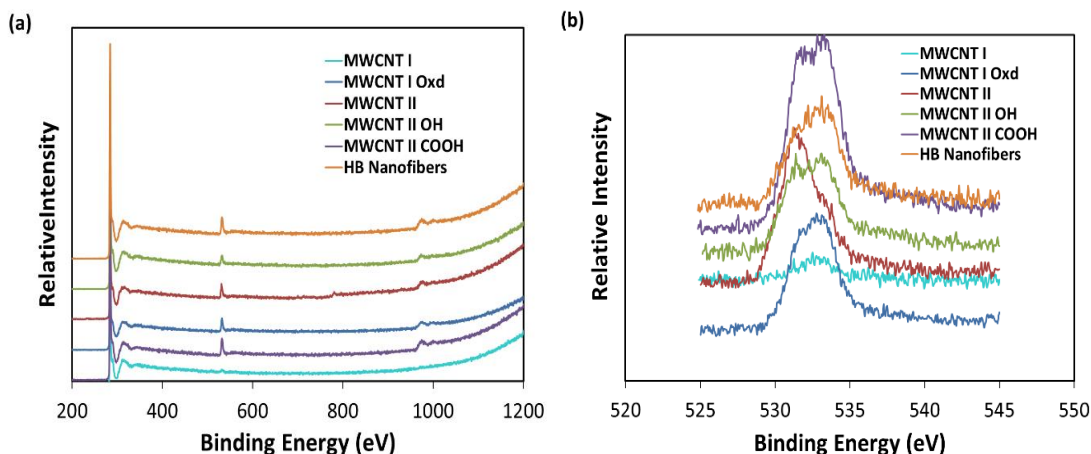 (a)
MWCNT I
MWCNT I Oxd
MWCNT II
MWCNT II OH
MWCNT II COOH
HB Nanofibers
RelativeIntensity
200 400 600 800 1000 1200
Binding Energy (eV)
(b)
MWCNT I
MWCNT I Oxd
MWCNT II
MWCNT II OH
MWCNT II COOH
HB Nanofibers
Relative Intensity
520 525 530 535 540 545 550
Binding Energy (eV)